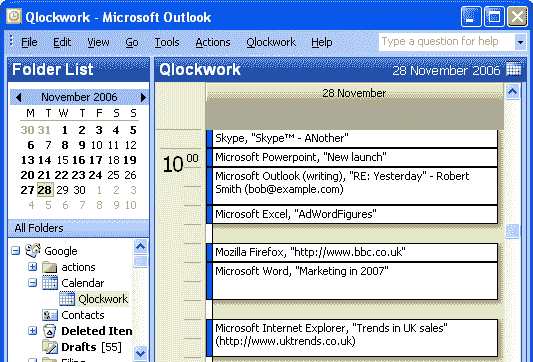 Qlockwork - Microsoft Outlook
File Edit View Go Tools Actions Qlockwork Help Type a question for help
Folder List
Qlockwork 28 November 2006
November 2006
M T W T F S S
30 31 1 2 3 4 5
6 7 8 9 10 11 12
13 14 15 16 17 18 19
20 21 22 23 24 25 26
27 28 29 30 1 2 3
4 5 6 7 8 9 10
All Folders
Google
actions
Calendar
Qlockwork
Contacts
Deleted Iten
Drafts [55]
Filing
28 November
Skype, "Skype™ - ANother"
10 00
Microsoft Powerpoint, "New launch"
Microsoft Outlook (writing), "RE: Yesterday" - Robert
Smith (bob@example.com)
Microsoft Excel, "AdWordFigures"
Mozilla Firefox, "http://www.bbc.co.uk"
Microsoft Word, "Marketing in 2007"
Microsoft Internet Explorer, "Trends in UK sales"
(http://www.uktrends.co.uk)